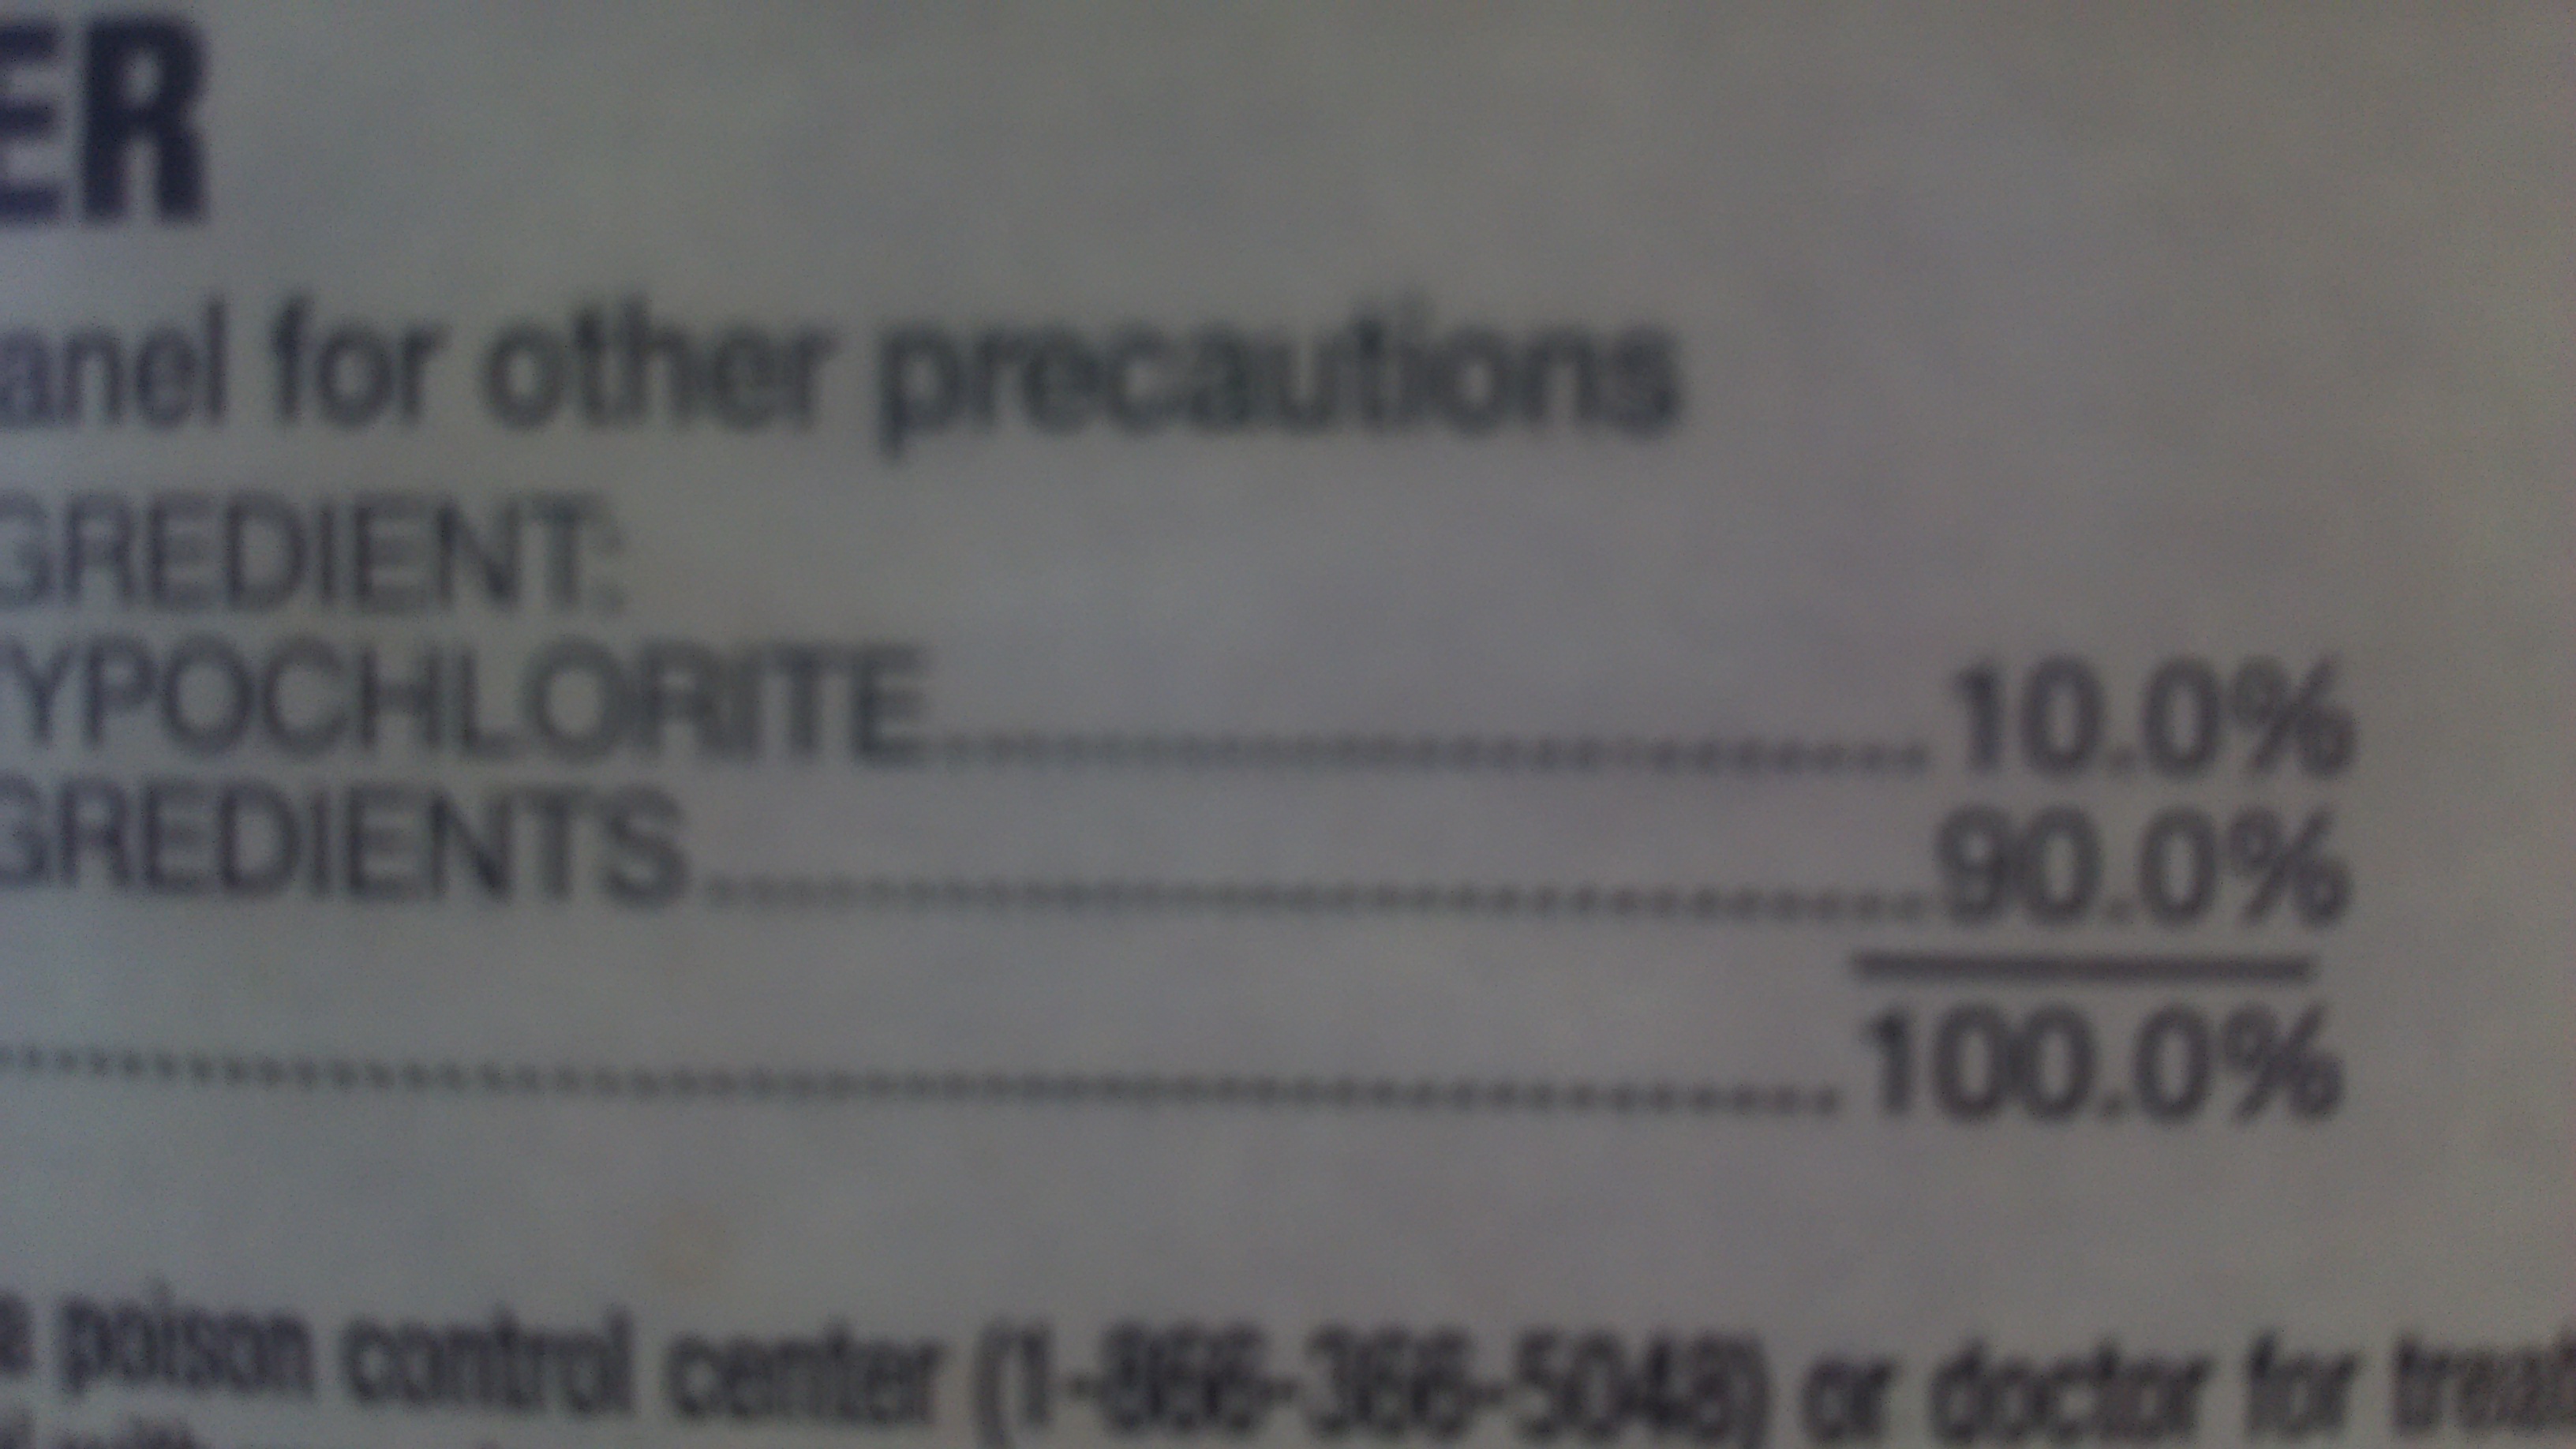 ER
anel for other precautions
GREDIENT:
YPOCHLORITE 10.0%
GREDIENTS 90.0%
100.0%
a poison control center (1-866-366-5048) or doctor for treat